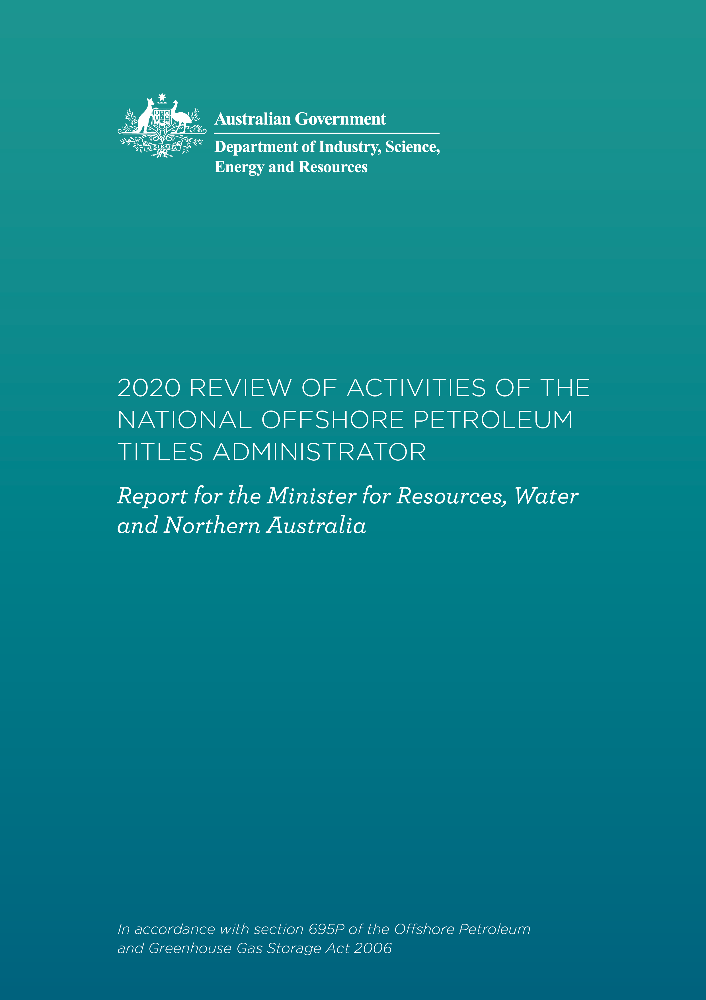 AUSTRALIA
Australian Government
Department of Industry, Science,
Energy and Resources
2020 REVIEW OF ACTIVITIES OF THE
NATIONAL OFFSHORE PETROLEUM
TITLES ADMINISTRATOR
Report for the Minister for Resources, Water
and Northern Australia
In accordance with section 695P of the Offshore Petroleum
and Greenhouse Gas Storage Act 2006